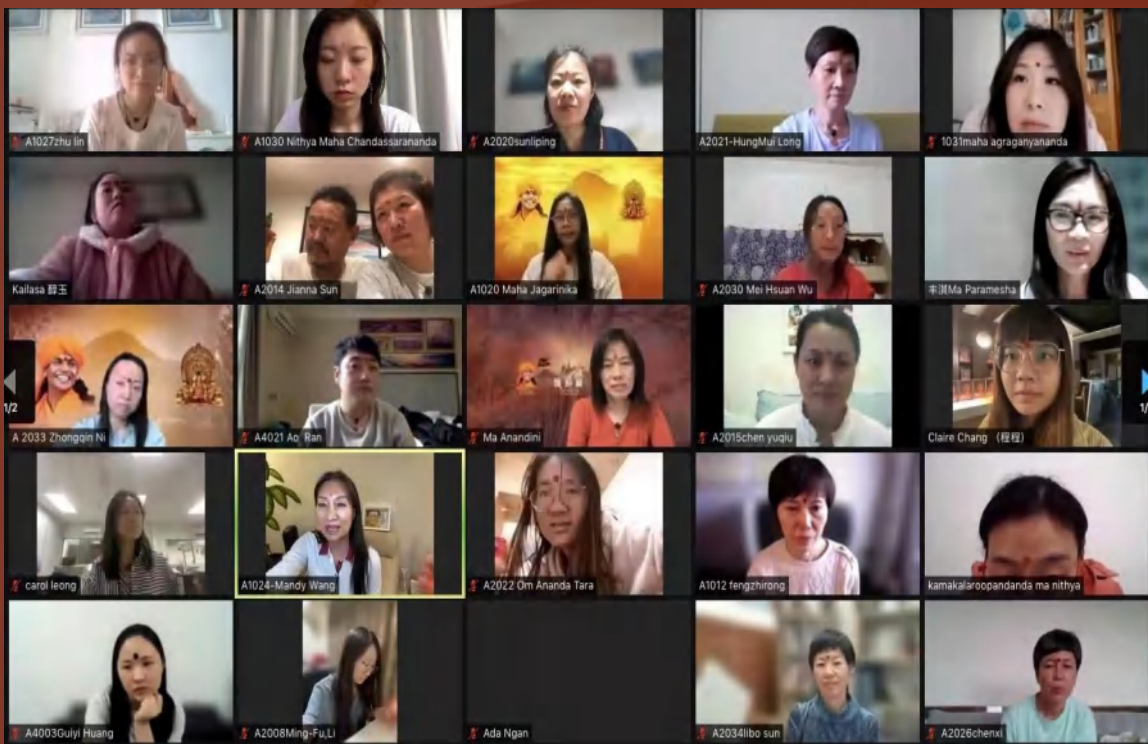 A1027zhu lin
A1030 Nithya Maha Chandassarananda
A2020sunliping
A2021-HungMui Long
1031maha agraganyananda
Kailasa 醇玉
A2014 Jianna Sun
A1020 Maha Jagarinika
A2030 Mei Hsuan Wu
Ma Paramesha
1/2
A 2033 Zhongqin Ni
A4021 Ao Ran
Ma Anandini
A2015chen yuqiu
Claire Chang （程程）
carol leong
A1024-Mandy Wang
A2022 Om Ananda Tara
A1012 fengzhirong
kamakalaroopandanda ma nithya
A4003Guiyi Huang
A2008Ming-Fu,Li
Ada Ngan
A2034libo sun
A2026chenxi